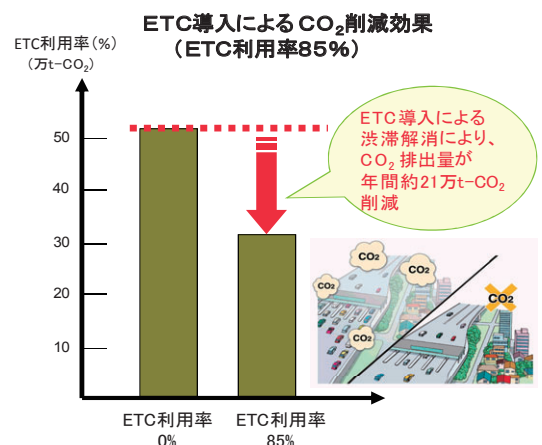 ETC導入によるCO₂削減効果
(ETC利用率85%)
ETC利用率(%)
(万t-CO₂)
50
40
30
20
10
ETC導入による
渋滞解消により、
CO₂排出量が
年間約21万t-CO₂
削減
CO₂
CO₂
CO₂
CO₂
CO₂
ETC利用率
0%
ETC利用率
85%